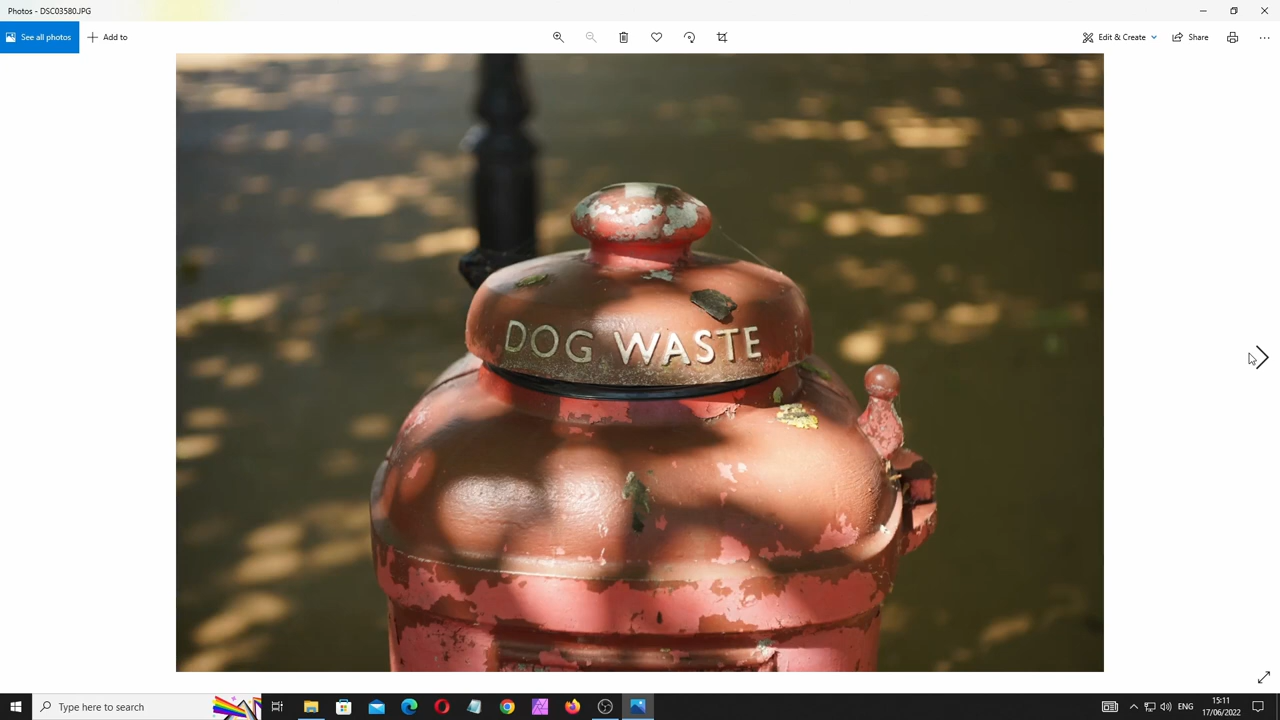 Photos - DSC03580.JPG
See all photos
Add to
Edit & Create
Share
DOG WASTE
Type here to search
ENG
15:11
17/06/2022